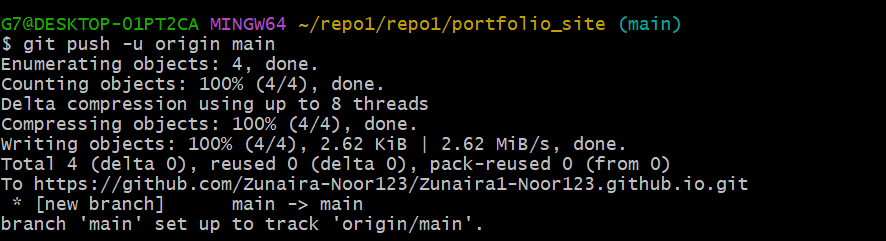 G7@DESKTOP-01PT2CA MINGW64 ~/repo1/repo1/portfolio_site (main)
$ git push -u origin main
Enumerating objects: 4, done.
Counting objects: 100% (4/4), done.
Delta compression using up to 8 threads
Compressing objects: 100% (4/4), done.
Writing objects: 100% (4/4), 2.62 KiB | 2.62 MiB/s, done.
Total 4 (delta 0), reused 0 (delta 0), pack-reused 0 (from 0)
To https://github.com/Zunaira-Noor123/Zunaira1-Noor123.github.io.git
 * [new branch]      main -> main
branch 'main' set up to track 'origin/main'.